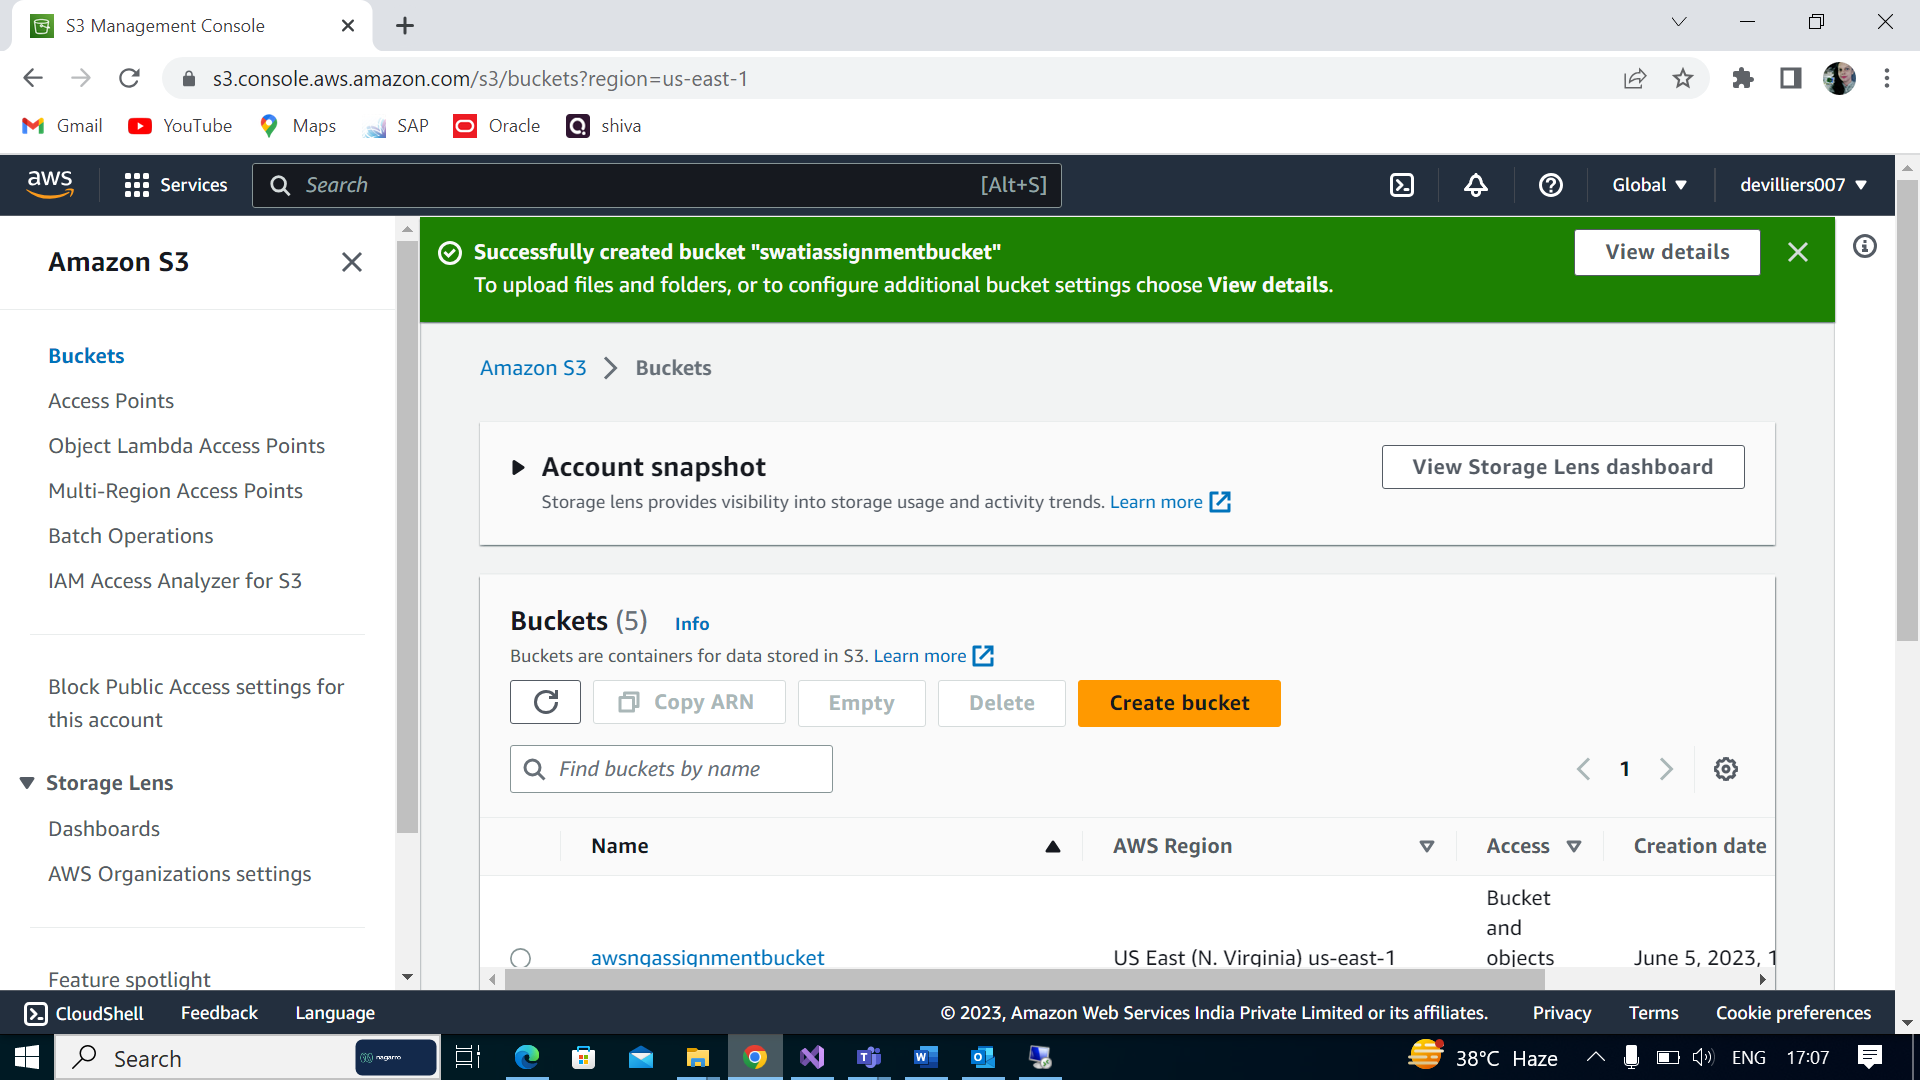 S3 Management Console
s3.console.aws.amazon.com/s3/buckets?region=us-east-1
Gmail YouTube Maps SAP Oracle shiva
aws Services Search [Alt+S] Global devilliers007
Amazon S3
Buckets
Access Points
Object Lambda Access Points
Multi-Region Access Points
Batch Operations
IAM Access Analyzer for S3
Block Public Access settings for
this account
Storage Lens
Dashboards
AWS Organizations settings
Feature spotlight
Successfully created bucket "swatiassignmentbucket"
To upload files and folders, or to configure additional bucket settings choose View details.
View details
Amazon S3 Buckets
Account snapshot
Storage lens provides visibility into storage usage and activity trends. Learn more
View Storage Lens dashboard
Buckets (5) Info
Buckets are containers for data stored in S3. Learn more
Copy ARN Empty Delete Create bucket
Find buckets by name
1
Name AWS Region Access Creation date
awsngassignmentbucket US East (N. Virginia) us-east-1 Bucket and objects June 5, 2023, 1
CloudShell Feedback Language © 2023, Amazon Web Services India Private Limited or its affiliates. Privacy Terms Cookie preferences
Search nagarro 38°C Haze ENG 17:07